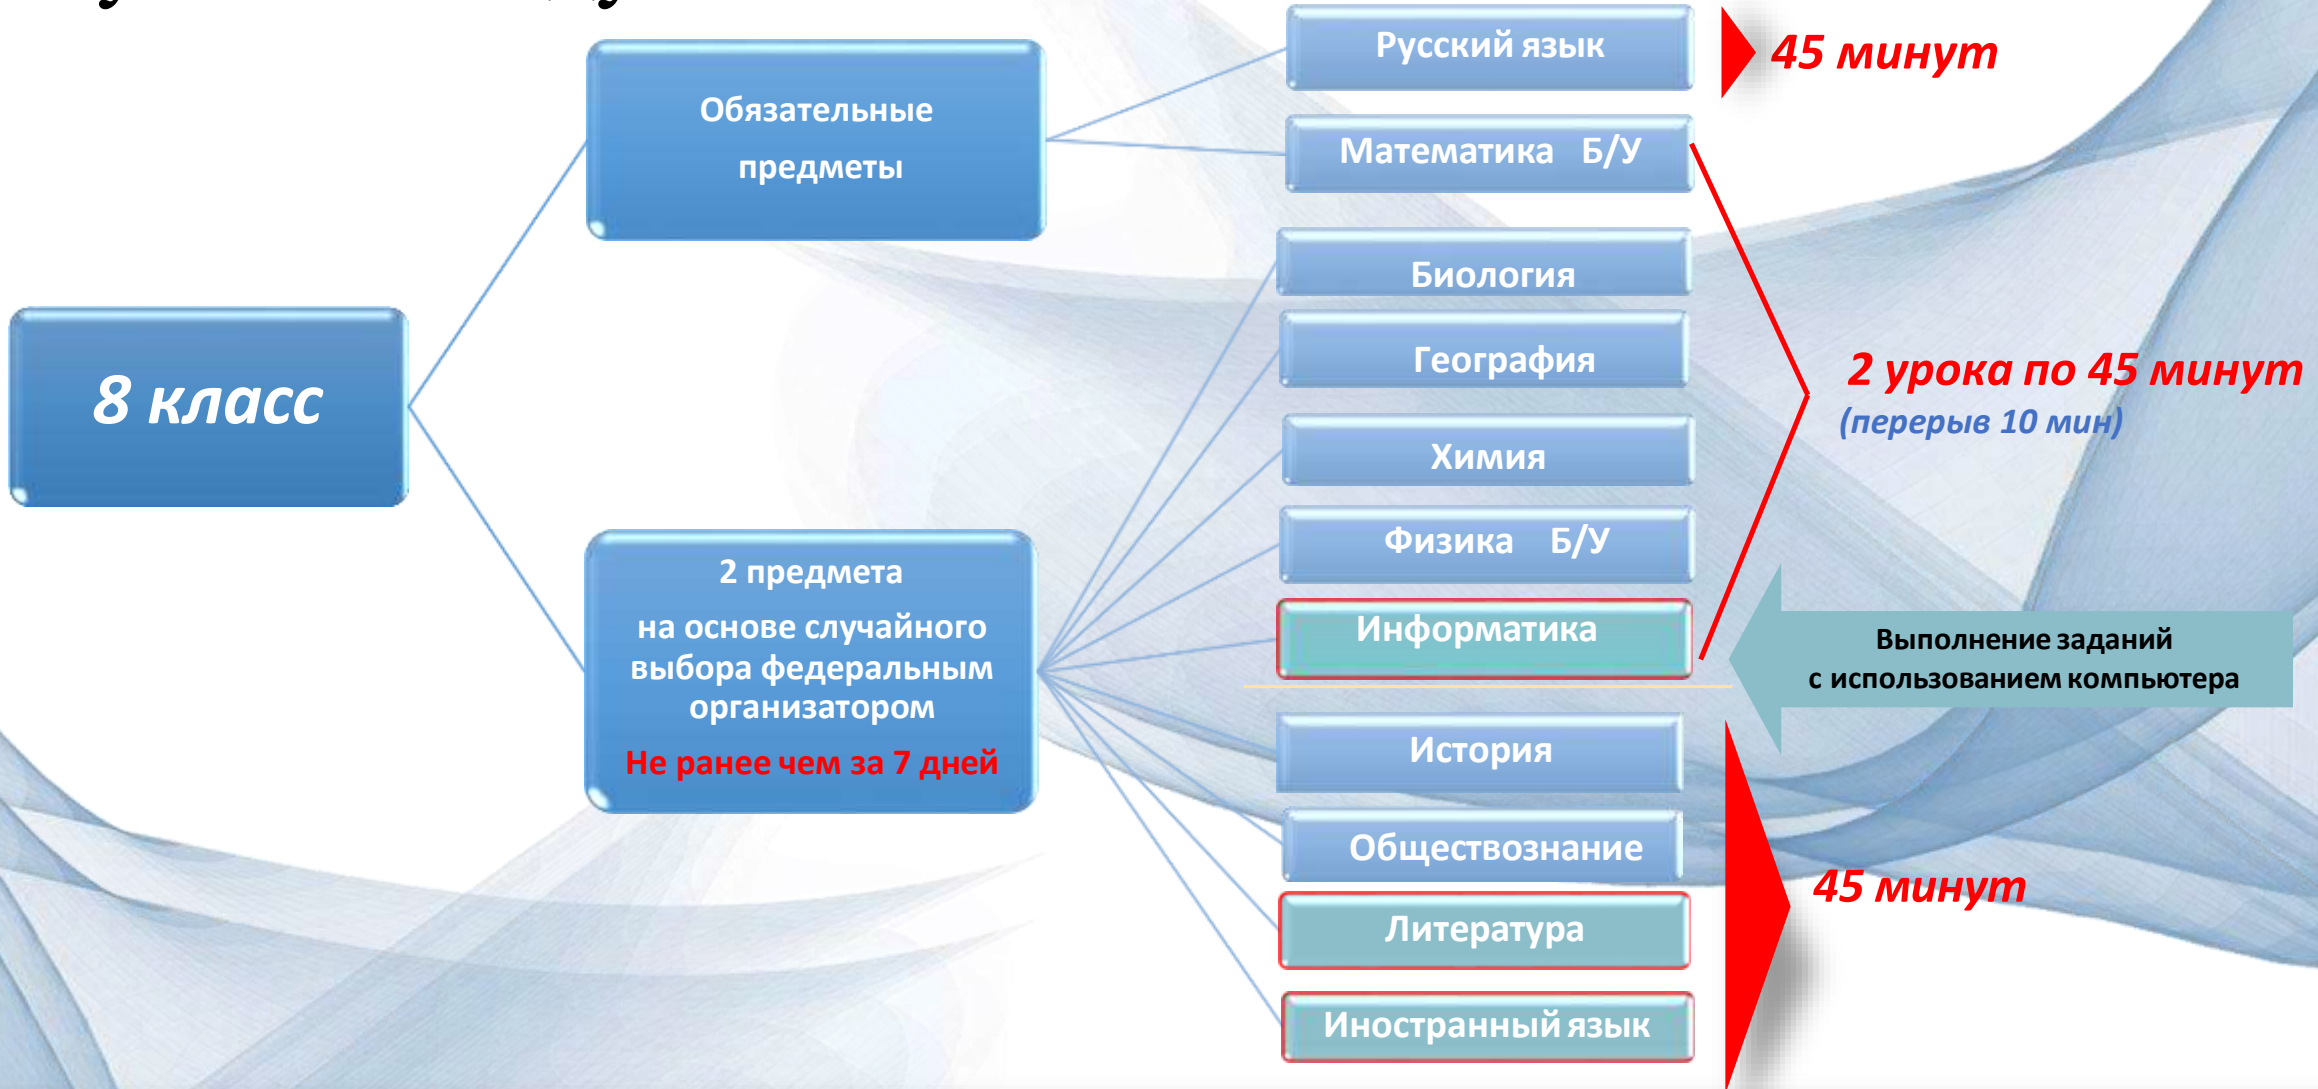 8 класс
Обязательные
предметы
2 предмета
на основе случайного
выбора федеральным
организатором
Не ранее чем за 7 дней
Русский язык
Математика Б/У
Биология
География
Химия
Физика Б/У
Информатика
История
Обществознание
Литература
Иностранный язык
45 минут
2 урока по 45 минут
(перерыв 10 мин)
Выполнение заданий
с использованием компьютера
45 минут